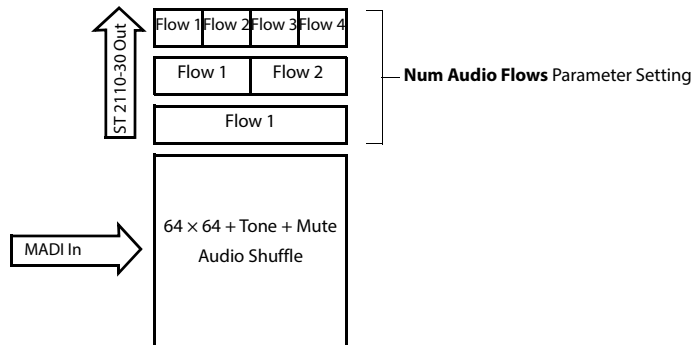 ST 2110-30 Out
Flow 1 Flow 2 Flow 3 Flow 4
Flow 1 Flow 2
Flow 1
Num Audio Flows Parameter Setting
64 × 64 + Tone + Mute
Audio Shuffle
MADI In